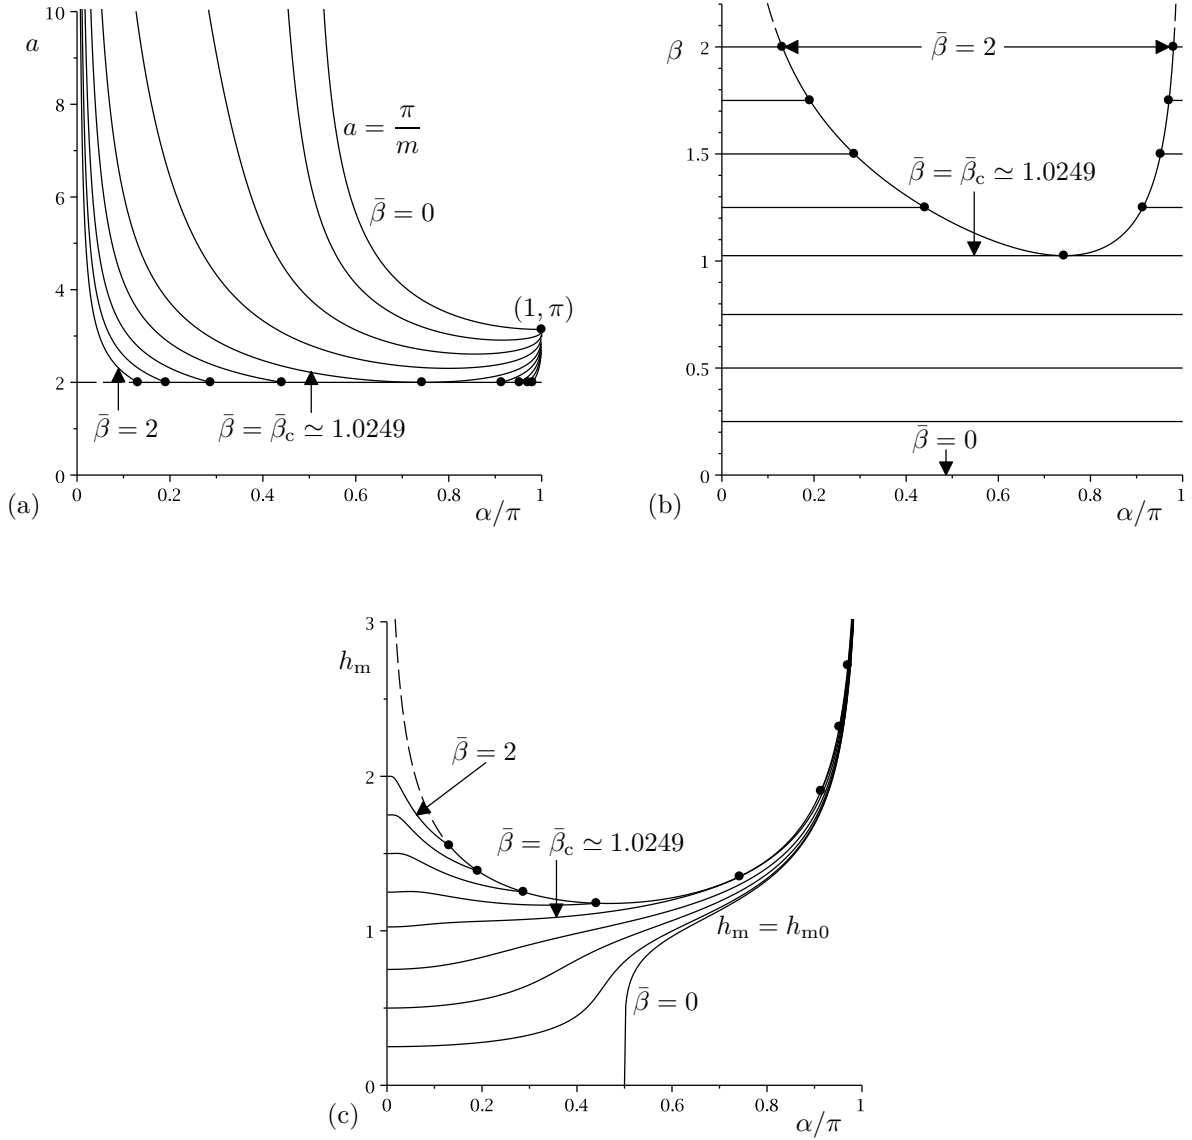 10
a
8
6
4
2
0
a = π/m
β̄ = 0
(1, π)
β̄ = 2
β̄ = β̄c ≃ 1.0249
0 0.2 0.4 0.6 0.8 1
α/π
(a)
β
2
1.5
1
0.5
0
β̄ = 2
β̄ = β̄c ≃ 1.0249
β̄ = 0
0 0.2 0.4 0.6 0.8 1
α/π
(b)
3
hm
2
1
0
β̄ = 2
β̄ = β̄c ≃ 1.0249
hm = hm0
β̄ = 0
0 0.2 0.4 0.6 0.8 1
α/π
(c)